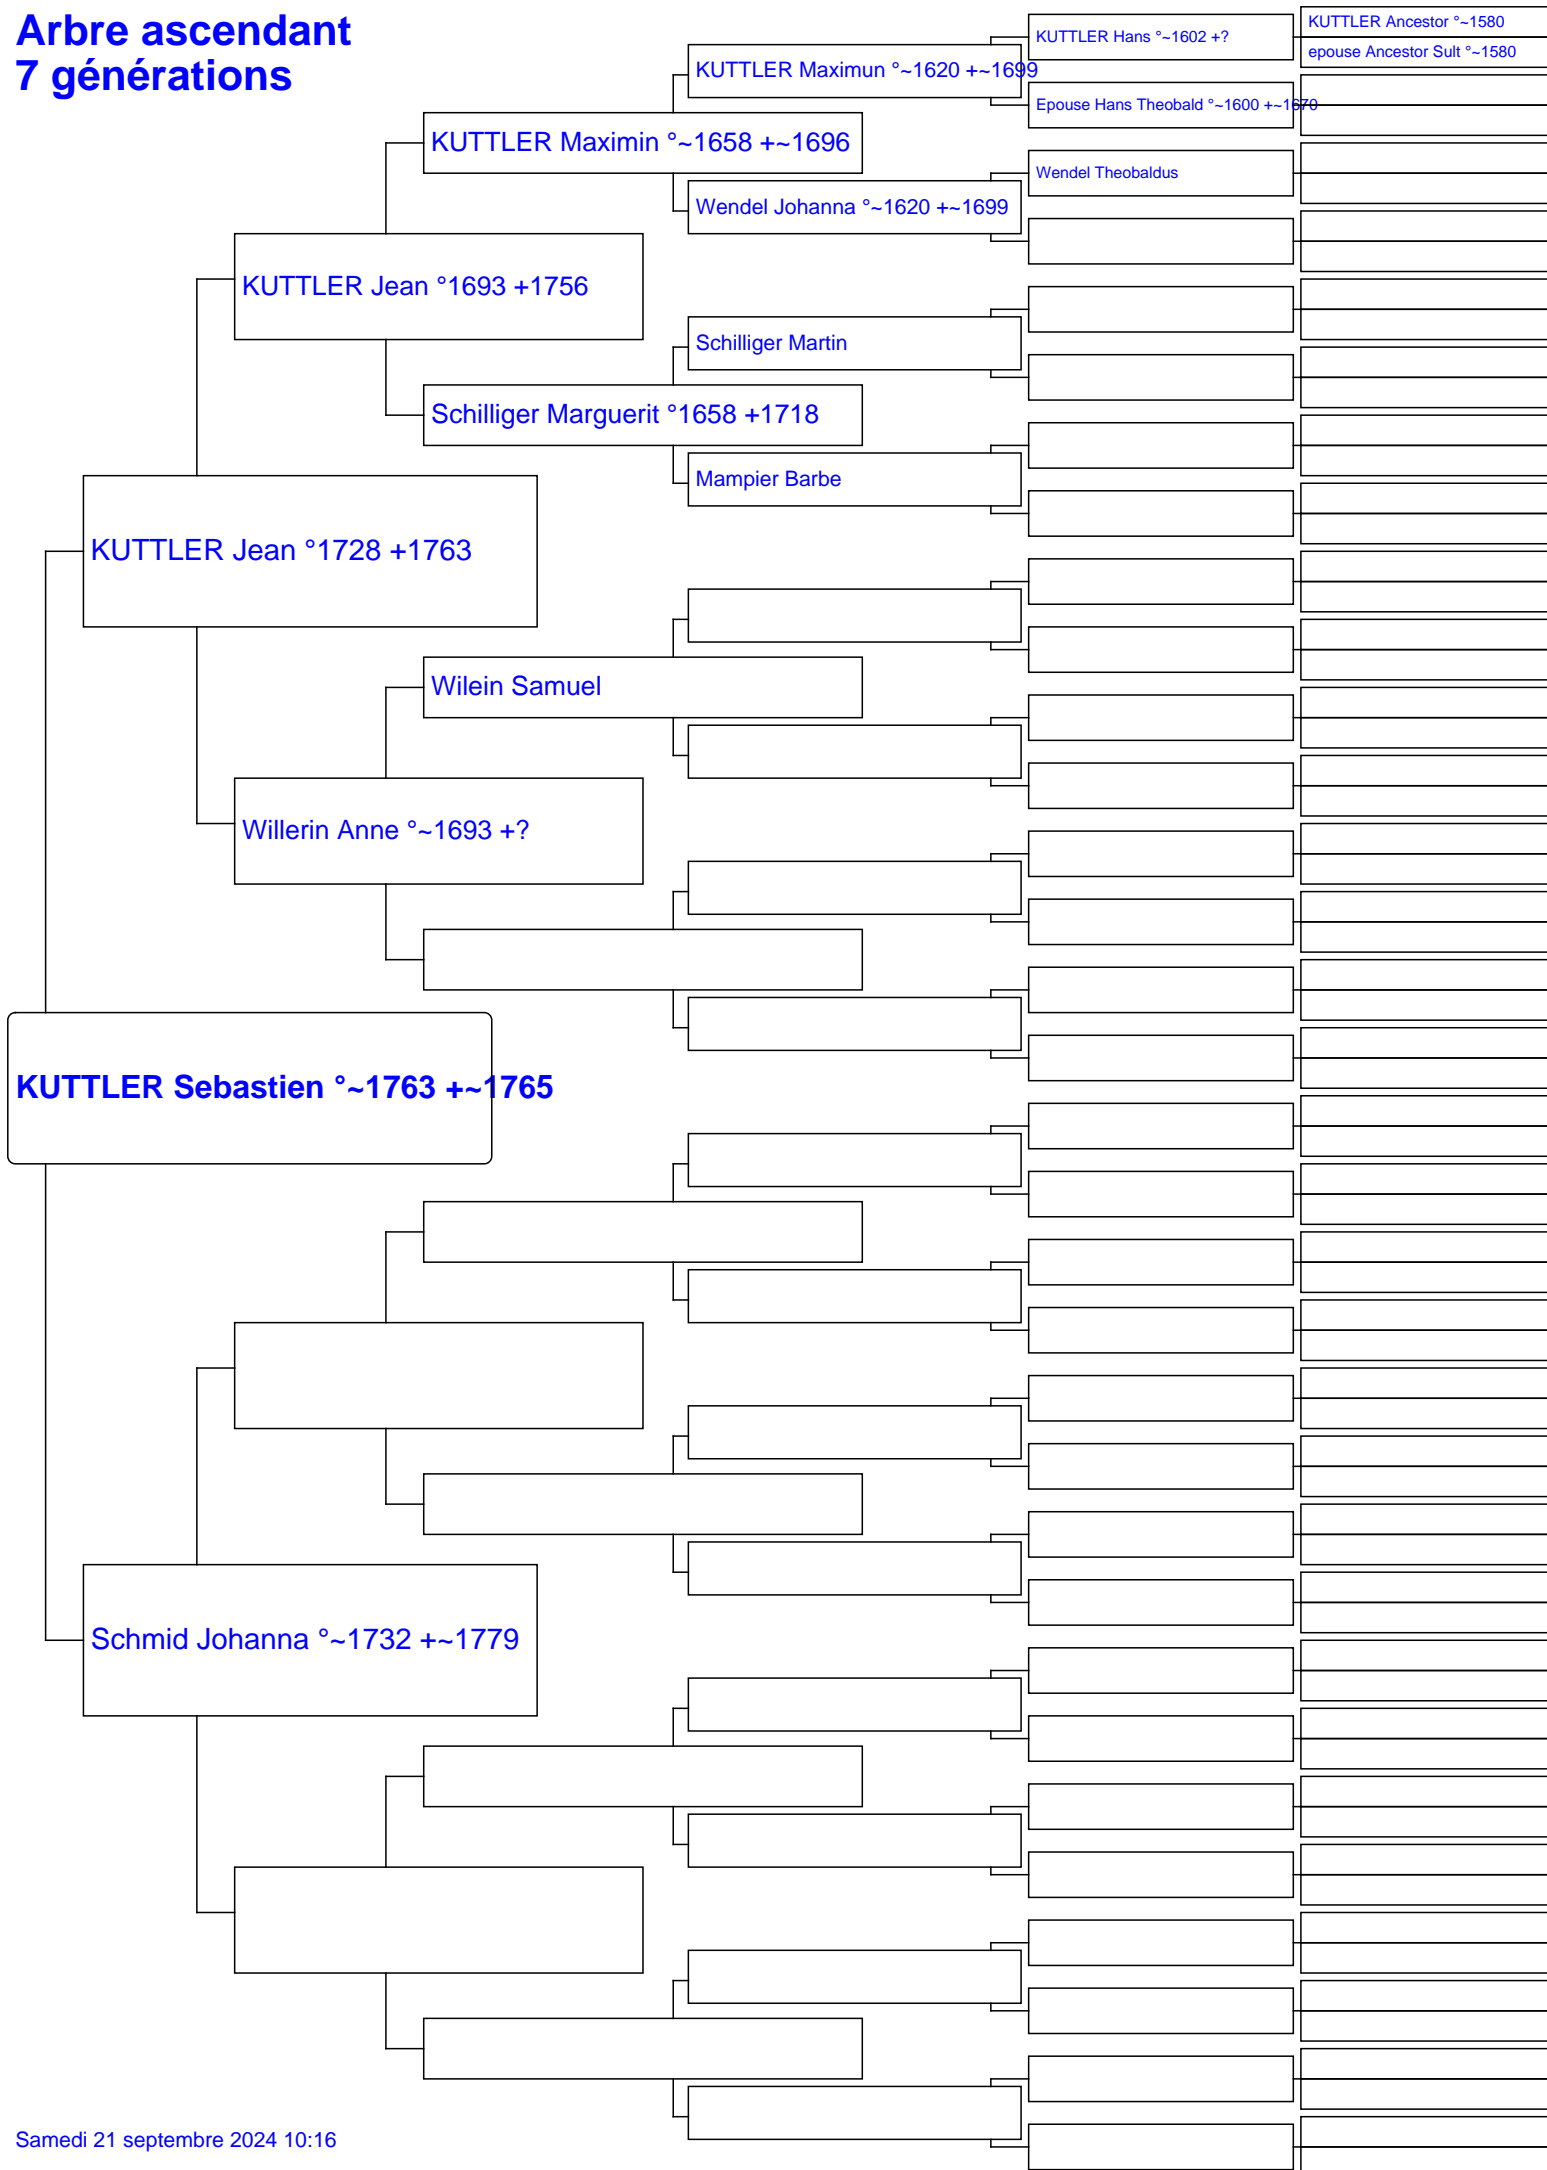 Arbre ascendant
7 générations
KUTTLER Ancestor °~1580
epouse Ancestor Sult °~1580
KUTTLER Hans °~1602 +?
KUTTLER Maximun °~1620 +~1699
Epouse Hans Theobald °~1600 +~1670
KUTTLER Maximin °~1658 +~1696
Wendel Theobaldus
Wendel Johanna °~1620 +~1699
KUTTLER Jean °1693 +1756
Schilliger Martin
Schilliger Marguerit °1658 +1718
Mampier Barbe
KUTTLER Jean °1728 +1763
Wilein Samuel
Willerin Anne °~1693 +?
KUTTLER Sebastien °~1763 +~1765
Schmid Johanna °~1732 +~1779
Samedi 21 septembre 2024 10:16